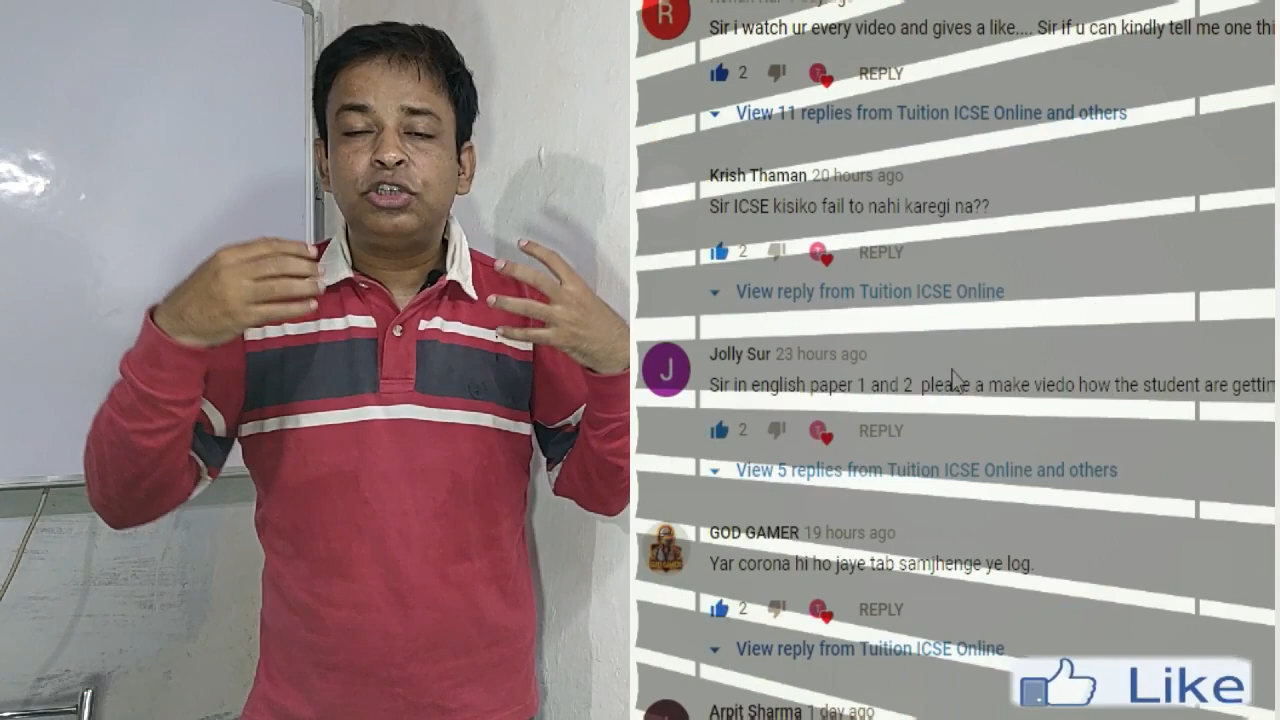 R
Sir i watch ur every video and gives a like.... Sir if u can kindly tell me one thi
2 REPLY
View 11 replies from Tuition ICSE Online and others
Krish Thaman 20 hours ago
Sir ICSE kisiko fail to nahi karegi na??
2 REPLY
View reply from Tuition ICSE Online
J
Jolly Sur 23 hours ago
Sir in english paper 1 and 2 please a make viedo how the student are gettin
2 REPLY
View 5 replies from Tuition ICSE Online and others
GOD GAMER 19 hours ago
Yar corona hi ho jaye tab samjhenge ye log.
2 REPLY
View reply from Tuition ICSE Online
Like
Arpit Sharma 1 day ago